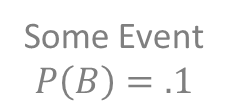 Some Event
P(B) = .1